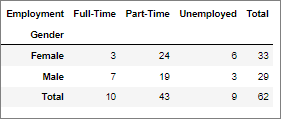 Employment Full-Time Part-Time Unemployed Total
Gender
Female 3 24 6 33
Male 7 19 3 29
Total 10 43 9 62